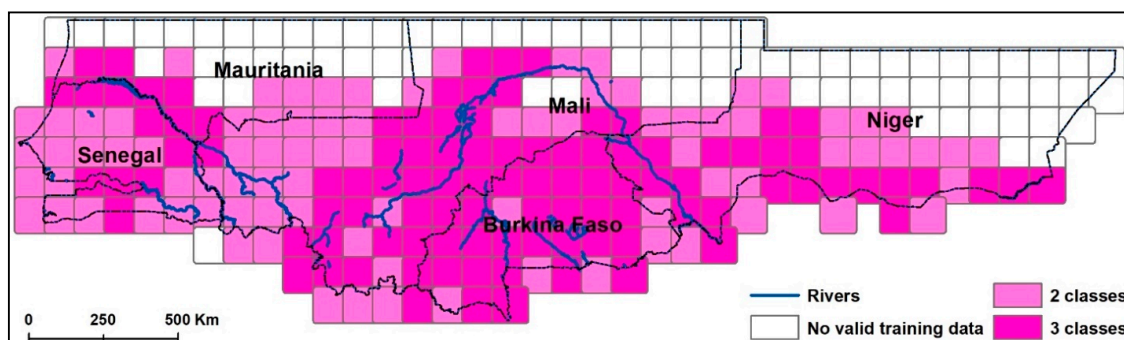 Mauritania
Mali
Niger
Senegal
Burkina Faso
Rivers
2 classes
No valid training data
3 classes
0 250 500 Km